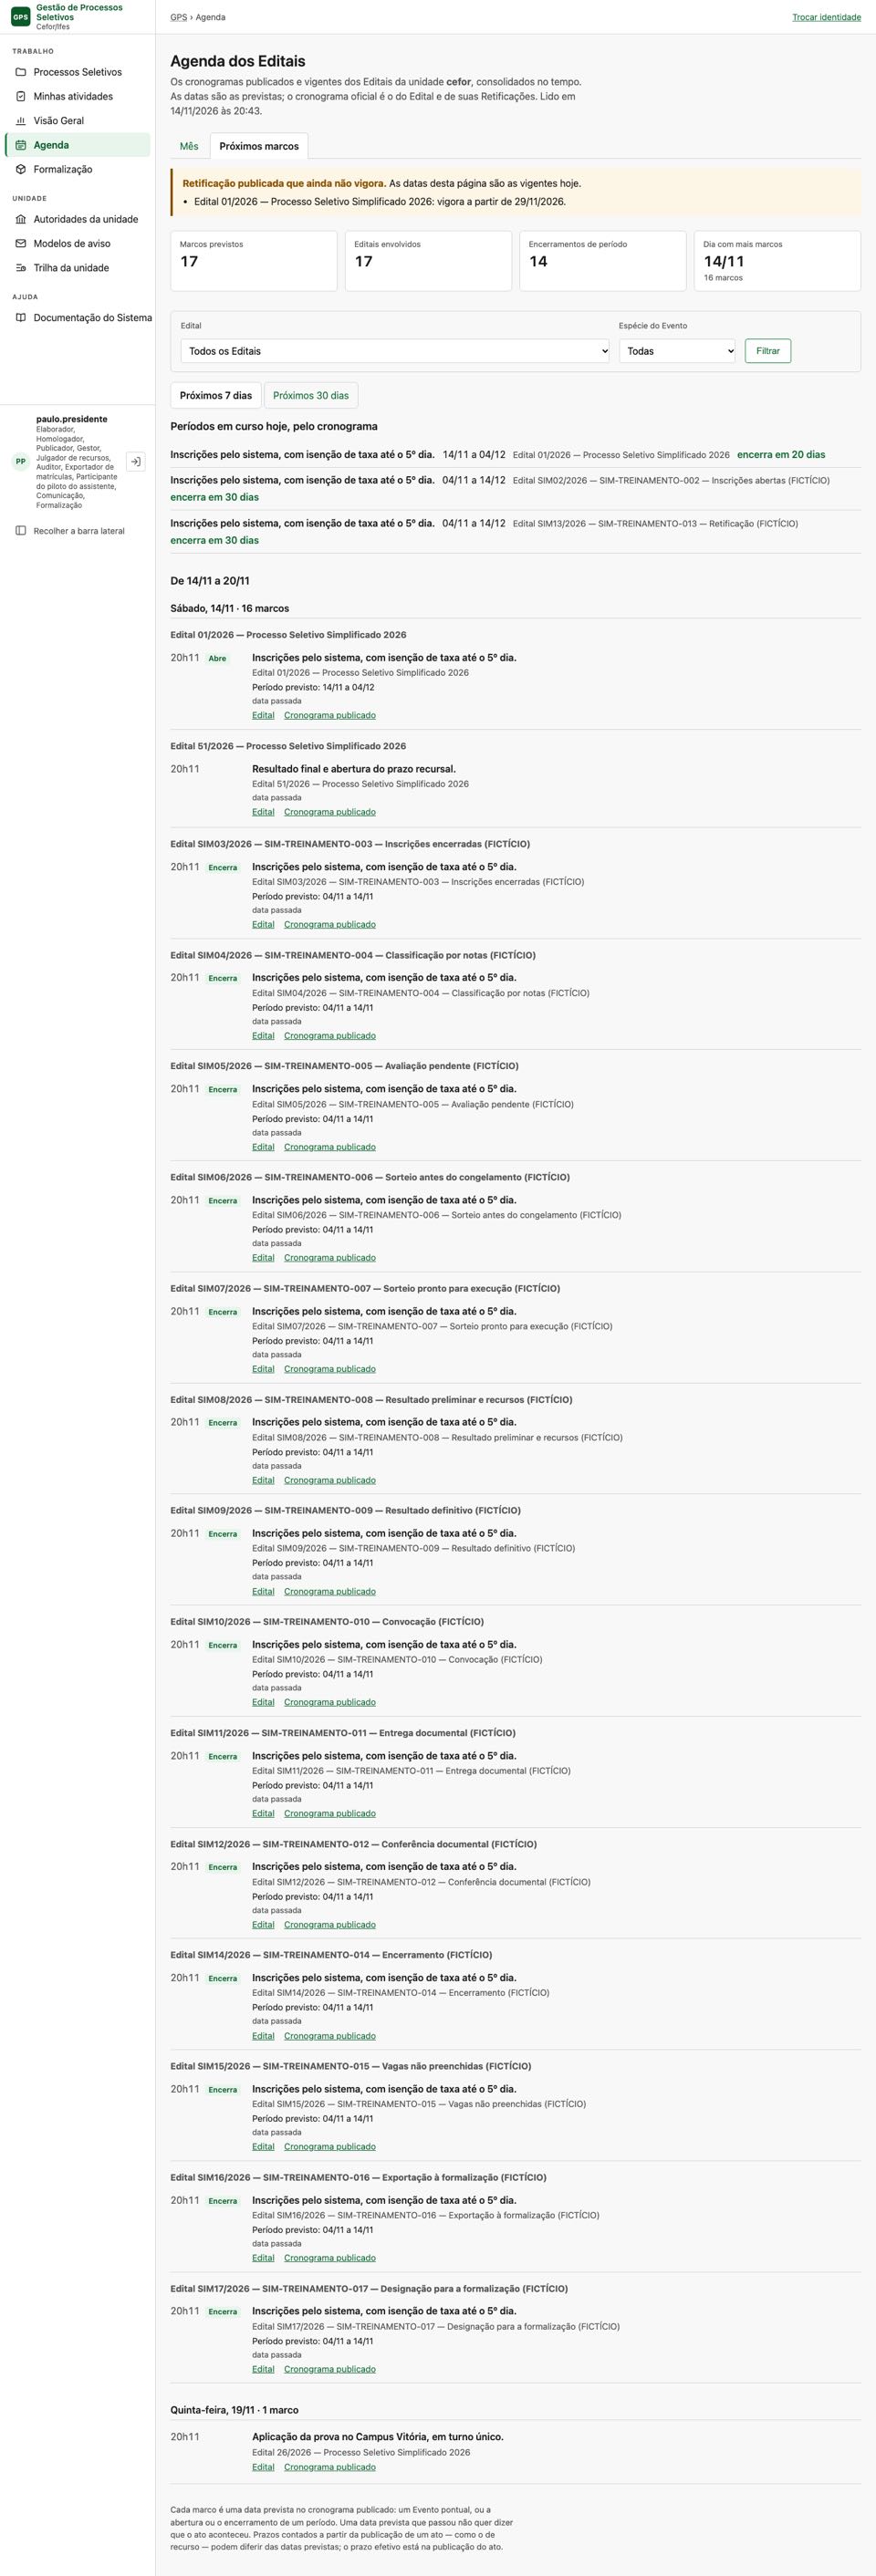 GPS
Gestão de Processos
Seletivos
Cefor/Ifes
TRABALHO
Processos Seletivos
Minhas atividades
Visão Geral
Agenda
Formalização
UNIDADE
Autoridades da unidade
Modelos de aviso
Trilha da unidade
AJUDA
Documentação do Sistema
PP
paulo.presidente
Elaborador,
Homologador,
Publicador, Gestor,
Julgador de recursos,
Auditor, Exportador de
matrículas, Participante
do piloto do assistente,
Comunicação,
Formalização
Recolher a barra lateral
GPS › Agenda
Trocar identidade
Agenda dos Editais
Os cronogramas publicados e vigentes dos Editais da unidade cefor, consolidados no tempo.
As datas são as previstas; o cronograma oficial é o do Edital e de suas Retificações. Lido em
14/11/2026 às 20:43.
Mês
Próximos marcos
Retificação publicada que ainda não vigora. As datas desta página são as vigentes hoje.
• Edital 01/2026 — Processo Seletivo Simplificado 2026: vigora a partir de 29/11/2026.
Marcos previstos
17
Editais envolvidos
17
Encerramentos de período
14
Dia com mais marcos
14/11
16 marcos
Edital
Todos os Editais
Espécie do Evento
Todas
Filtrar
Próximos 7 dias
Próximos 30 dias
Períodos em curso hoje, pelo cronograma
Inscrições pelo sistema, com isenção de taxa até o 5º dia. 14/11 a 04/12 Edital 01/2026 — Processo Seletivo Simplificado 2026 encerra em 20 dias
Inscrições pelo sistema, com isenção de taxa até o 5º dia. 04/11 a 14/12 Edital SIM02/2026 — SIM-TREINAMENTO-002 — Inscrições abertas (FICTÍCIO)
encerra em 30 dias
Inscrições pelo sistema, com isenção de taxa até o 5º dia. 04/11 a 14/12 Edital SIM13/2026 — SIM-TREINAMENTO-013 — Retificação (FICTÍCIO)
encerra em 30 dias
De 14/11 a 20/11
Sábado, 14/11 · 16 marcos
Edital 01/2026 — Processo Seletivo Simplificado 2026
20h11 Abre Inscrições pelo sistema, com isenção de taxa até o 5º dia.
Edital 01/2026 — Processo Seletivo Simplificado 2026
Período previsto: 14/11 a 04/12
data passada
Edital Cronograma publicado
Edital 51/2026 — Processo Seletivo Simplificado 2026
20h11 Resultado final e abertura do prazo recursal.
Edital 51/2026 — Processo Seletivo Simplificado 2026
data passada
Edital Cronograma publicado
Edital SIM03/2026 — SIM-TREINAMENTO-003 — Inscrições encerradas (FICTÍCIO)
20h11 Encerra Inscrições pelo sistema, com isenção de taxa até o 5º dia.
Edital SIM03/2026 — SIM-TREINAMENTO-003 — Inscrições encerradas (FICTÍCIO)
Período previsto: 04/11 a 14/11
data passada
Edital Cronograma publicado
Edital SIM04/2026 — SIM-TREINAMENTO-004 — Classificação por notas (FICTÍCIO)
20h11 Encerra Inscrições pelo sistema, com isenção de taxa até o 5º dia.
Edital SIM04/2026 — SIM-TREINAMENTO-004 — Classificação por notas (FICTÍCIO)
Período previsto: 04/11 a 14/11
data passada
Edital Cronograma publicado
Edital SIM05/2026 — SIM-TREINAMENTO-005 — Avaliação pendente (FICTÍCIO)
20h11 Encerra Inscrições pelo sistema, com isenção de taxa até o 5º dia.
Edital SIM05/2026 — SIM-TREINAMENTO-005 — Avaliação pendente (FICTÍCIO)
Período previsto: 04/11 a 14/11
data passada
Edital Cronograma publicado
Edital SIM06/2026 — SIM-TREINAMENTO-006 — Sorteio antes do congelamento (FICTÍCIO)
20h11 Encerra Inscrições pelo sistema, com isenção de taxa até o 5º dia.
Edital SIM06/2026 — SIM-TREINAMENTO-006 — Sorteio antes do congelamento (FICTÍCIO)
Período previsto: 04/11 a 14/11
data passada
Edital Cronograma publicado
Edital SIM07/2026 — SIM-TREINAMENTO-007 — Sorteio pronto para execução (FICTÍCIO)
20h11 Encerra Inscrições pelo sistema, com isenção de taxa até o 5º dia.
Edital SIM07/2026 — SIM-TREINAMENTO-007 — Sorteio pronto para execução (FICTÍCIO)
Período previsto: 04/11 a 14/11
data passada
Edital Cronograma publicado
Edital SIM08/2026 — SIM-TREINAMENTO-008 — Resultado preliminar e recursos (FICTÍCIO)
20h11 Encerra Inscrições pelo sistema, com isenção de taxa até o 5º dia.
Edital SIM08/2026 — SIM-TREINAMENTO-008 — Resultado preliminar e recursos (FICTÍCIO)
Período previsto: 04/11 a 14/11
data passada
Edital Cronograma publicado
Edital SIM09/2026 — SIM-TREINAMENTO-009 — Resultado definitivo (FICTÍCIO)
20h11 Encerra Inscrições pelo sistema, com isenção de taxa até o 5º dia.
Edital SIM09/2026 — SIM-TREINAMENTO-009 — Resultado definitivo (FICTÍCIO)
Período previsto: 04/11 a 14/11
data passada
Edital Cronograma publicado
Edital SIM10/2026 — SIM-TREINAMENTO-010 — Convocação (FICTÍCIO)
20h11 Encerra Inscrições pelo sistema, com isenção de taxa até o 5º dia.
Edital SIM10/2026 — SIM-TREINAMENTO-010 — Convocação (FICTÍCIO)
Período previsto: 04/11 a 14/11
data passada
Edital Cronograma publicado
Edital SIM11/2026 — SIM-TREINAMENTO-011 — Entrega documental (FICTÍCIO)
20h11 Encerra Inscrições pelo sistema, com isenção de taxa até o 5º dia.
Edital SIM11/2026 — SIM-TREINAMENTO-011 — Entrega documental (FICTÍCIO)
Período previsto: 04/11 a 14/11
data passada
Edital Cronograma publicado
Edital SIM12/2026 — SIM-TREINAMENTO-012 — Conferência documental (FICTÍCIO)
20h11 Encerra Inscrições pelo sistema, com isenção de taxa até o 5º dia.
Edital SIM12/2026 — SIM-TREINAMENTO-012 — Conferência documental (FICTÍCIO)
Período previsto: 04/11 a 14/11
data passada
Edital Cronograma publicado
Edital SIM14/2026 — SIM-TREINAMENTO-014 — Encerramento (FICTÍCIO)
20h11 Encerra Inscrições pelo sistema, com isenção de taxa até o 5º dia.
Edital SIM14/2026 — SIM-TREINAMENTO-014 — Encerramento (FICTÍCIO)
Período previsto: 04/11 a 14/11
data passada
Edital Cronograma publicado
Edital SIM15/2026 — SIM-TREINAMENTO-015 — Vagas não preenchidas (FICTÍCIO)
20h11 Encerra Inscrições pelo sistema, com isenção de taxa até o 5º dia.
Edital SIM15/2026 — SIM-TREINAMENTO-015 — Vagas não preenchidas (FICTÍCIO)
Período previsto: 04/11 a 14/11
data passada
Edital Cronograma publicado
Edital SIM16/2026 — SIM-TREINAMENTO-016 — Exportação à formalização (FICTÍCIO)
20h11 Encerra Inscrições pelo sistema, com isenção de taxa até o 5º dia.
Edital SIM16/2026 — SIM-TREINAMENTO-016 — Exportação à formalização (FICTÍCIO)
Período previsto: 04/11 a 14/11
data passada
Edital Cronograma publicado
Edital SIM17/2026 — SIM-TREINAMENTO-017 — Designação para a formalização (FICTÍCIO)
20h11 Encerra Inscrições pelo sistema, com isenção de taxa até o 5º dia.
Edital SIM17/2026 — SIM-TREINAMENTO-017 — Designação para a formalização (FICTÍCIO)
Período previsto: 04/11 a 14/11
data passada
Edital Cronograma publicado
Quinta-feira, 19/11 · 1 marco
20h11 Aplicação da prova no Campus Vitória, em turno único.
Edital 26/2026 — Processo Seletivo Simplificado 2026
Edital Cronograma publicado
Cada marco é uma data prevista no cronograma publicado: um Evento pontual, ou a
abertura ou o encerramento de um período. Uma data prevista que passou não quer dizer
que o ato aconteceu. Prazos contados a partir da publicação de um ato — como o de
recurso — podem diferir das datas previstas; o prazo efetivo está na publicação do ato.